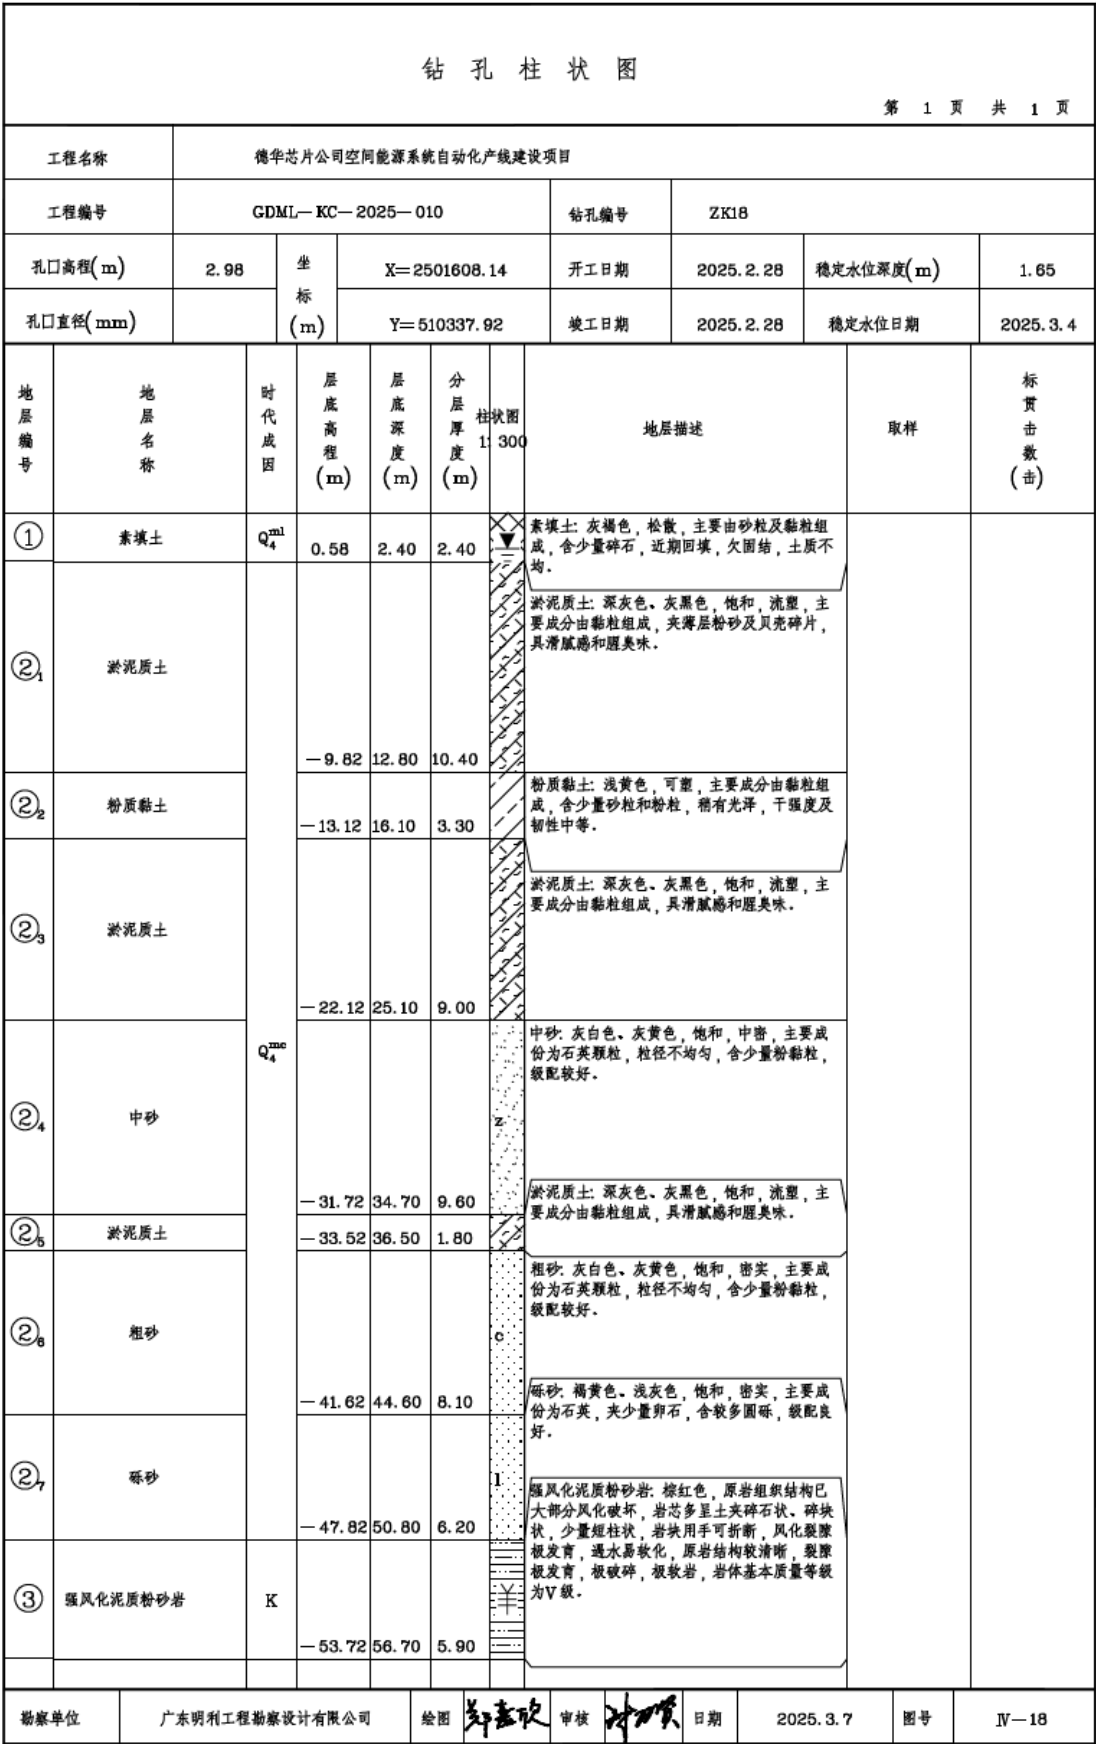 钻孔柱状图
第 1 页 共 1 页
工程名称 德华芯片公司空间能源系统自动化产线建设项目
工程编号 GDML-KC-2025-010 钻孔编号 ZK18
孔口高程(m) 2.98 坐标(m) X=2501608.14 开工日期 2025.2.28 稳定水位深度(m) 1.65
孔口直径(mm) Y=510337.92 竣工日期 2025.2.28 稳定水位日期 2025.3.4
地层编号 地层名称 时代成因 层底高程(m) 层底深度(m) 分层厚度(m) 柱状图 1:300 地层描述 取样 标贯击数(击)
① 素填土 Q₄ᵐˡ 0.58 2.40 2.40
素填土: 灰褐色, 松散, 主要由砂粒及黏粒组
成, 含少量碎石, 近期回填, 欠固结, 土质不
均.
②₁ 淤泥质土 -9.82 12.80 10.40
淤泥质土: 深灰色、灰黑色, 饱和, 流塑, 主
要成分由黏粒组成, 夹薄层粉砂及贝壳碎片,
具滑腻感和腥臭味.
②₂ 粉质黏土 -13.12 16.10 3.30
粉质黏土: 浅黄色, 可塑, 主要成分由黏粒组
成, 含少量砂粒和粉粒, 稍有光泽, 干强度及
韧性中等.
②₃ 淤泥质土 -22.12 25.10 9.00
淤泥质土: 深灰色、灰黑色, 饱和, 流塑, 主
要成分由黏粒组成, 具滑腻感和腥臭味.
Q₄ᵐᶜ
②₄ 中砂 -31.72 34.70 9.60 z
中砂: 灰白色、灰黄色, 饱和, 中密, 主要成
份为石英颗粒, 粒径不均匀, 含少量粉黏粒,
级配较好.
②₅ 淤泥质土 -33.52 36.50 1.80
淤泥质土: 深灰色、灰黑色, 饱和, 流塑, 主
要成分由黏粒组成, 具滑腻感和腥臭味.
②₆ 粗砂 -41.62 44.60 8.10 c
粗砂: 灰白色、灰黄色, 饱和, 密实, 主要成
份为石英颗粒, 粒径不均匀, 含少量粉黏粒,
级配较好.
②₇ 砾砂 -47.82 50.80 6.20 l
砾砂: 褐黄色、浅灰色, 饱和, 密实, 主要成
份为石英, 夹少量卵石, 含较多圆砾, 级配良
好.
③ 强风化泥质粉砂岩 K -53.72 56.70 5.90
强风化泥质粉砂岩: 棕红色, 原岩组织结构已
大部分风化破坏, 岩芯多呈土夹碎石状、碎块
状, 少量短柱状, 岩块用手可折断, 风化裂隙
极发育, 遇水易软化, 原岩结构较清晰, 裂隙
极发育, 极破碎, 极软岩, 岩体基本质量等级
为Ⅴ级.
勘察单位 广东明利工程勘察设计有限公司 绘图 郑嘉欣 审核 日期 2025.3.7 图号 Ⅳ-18